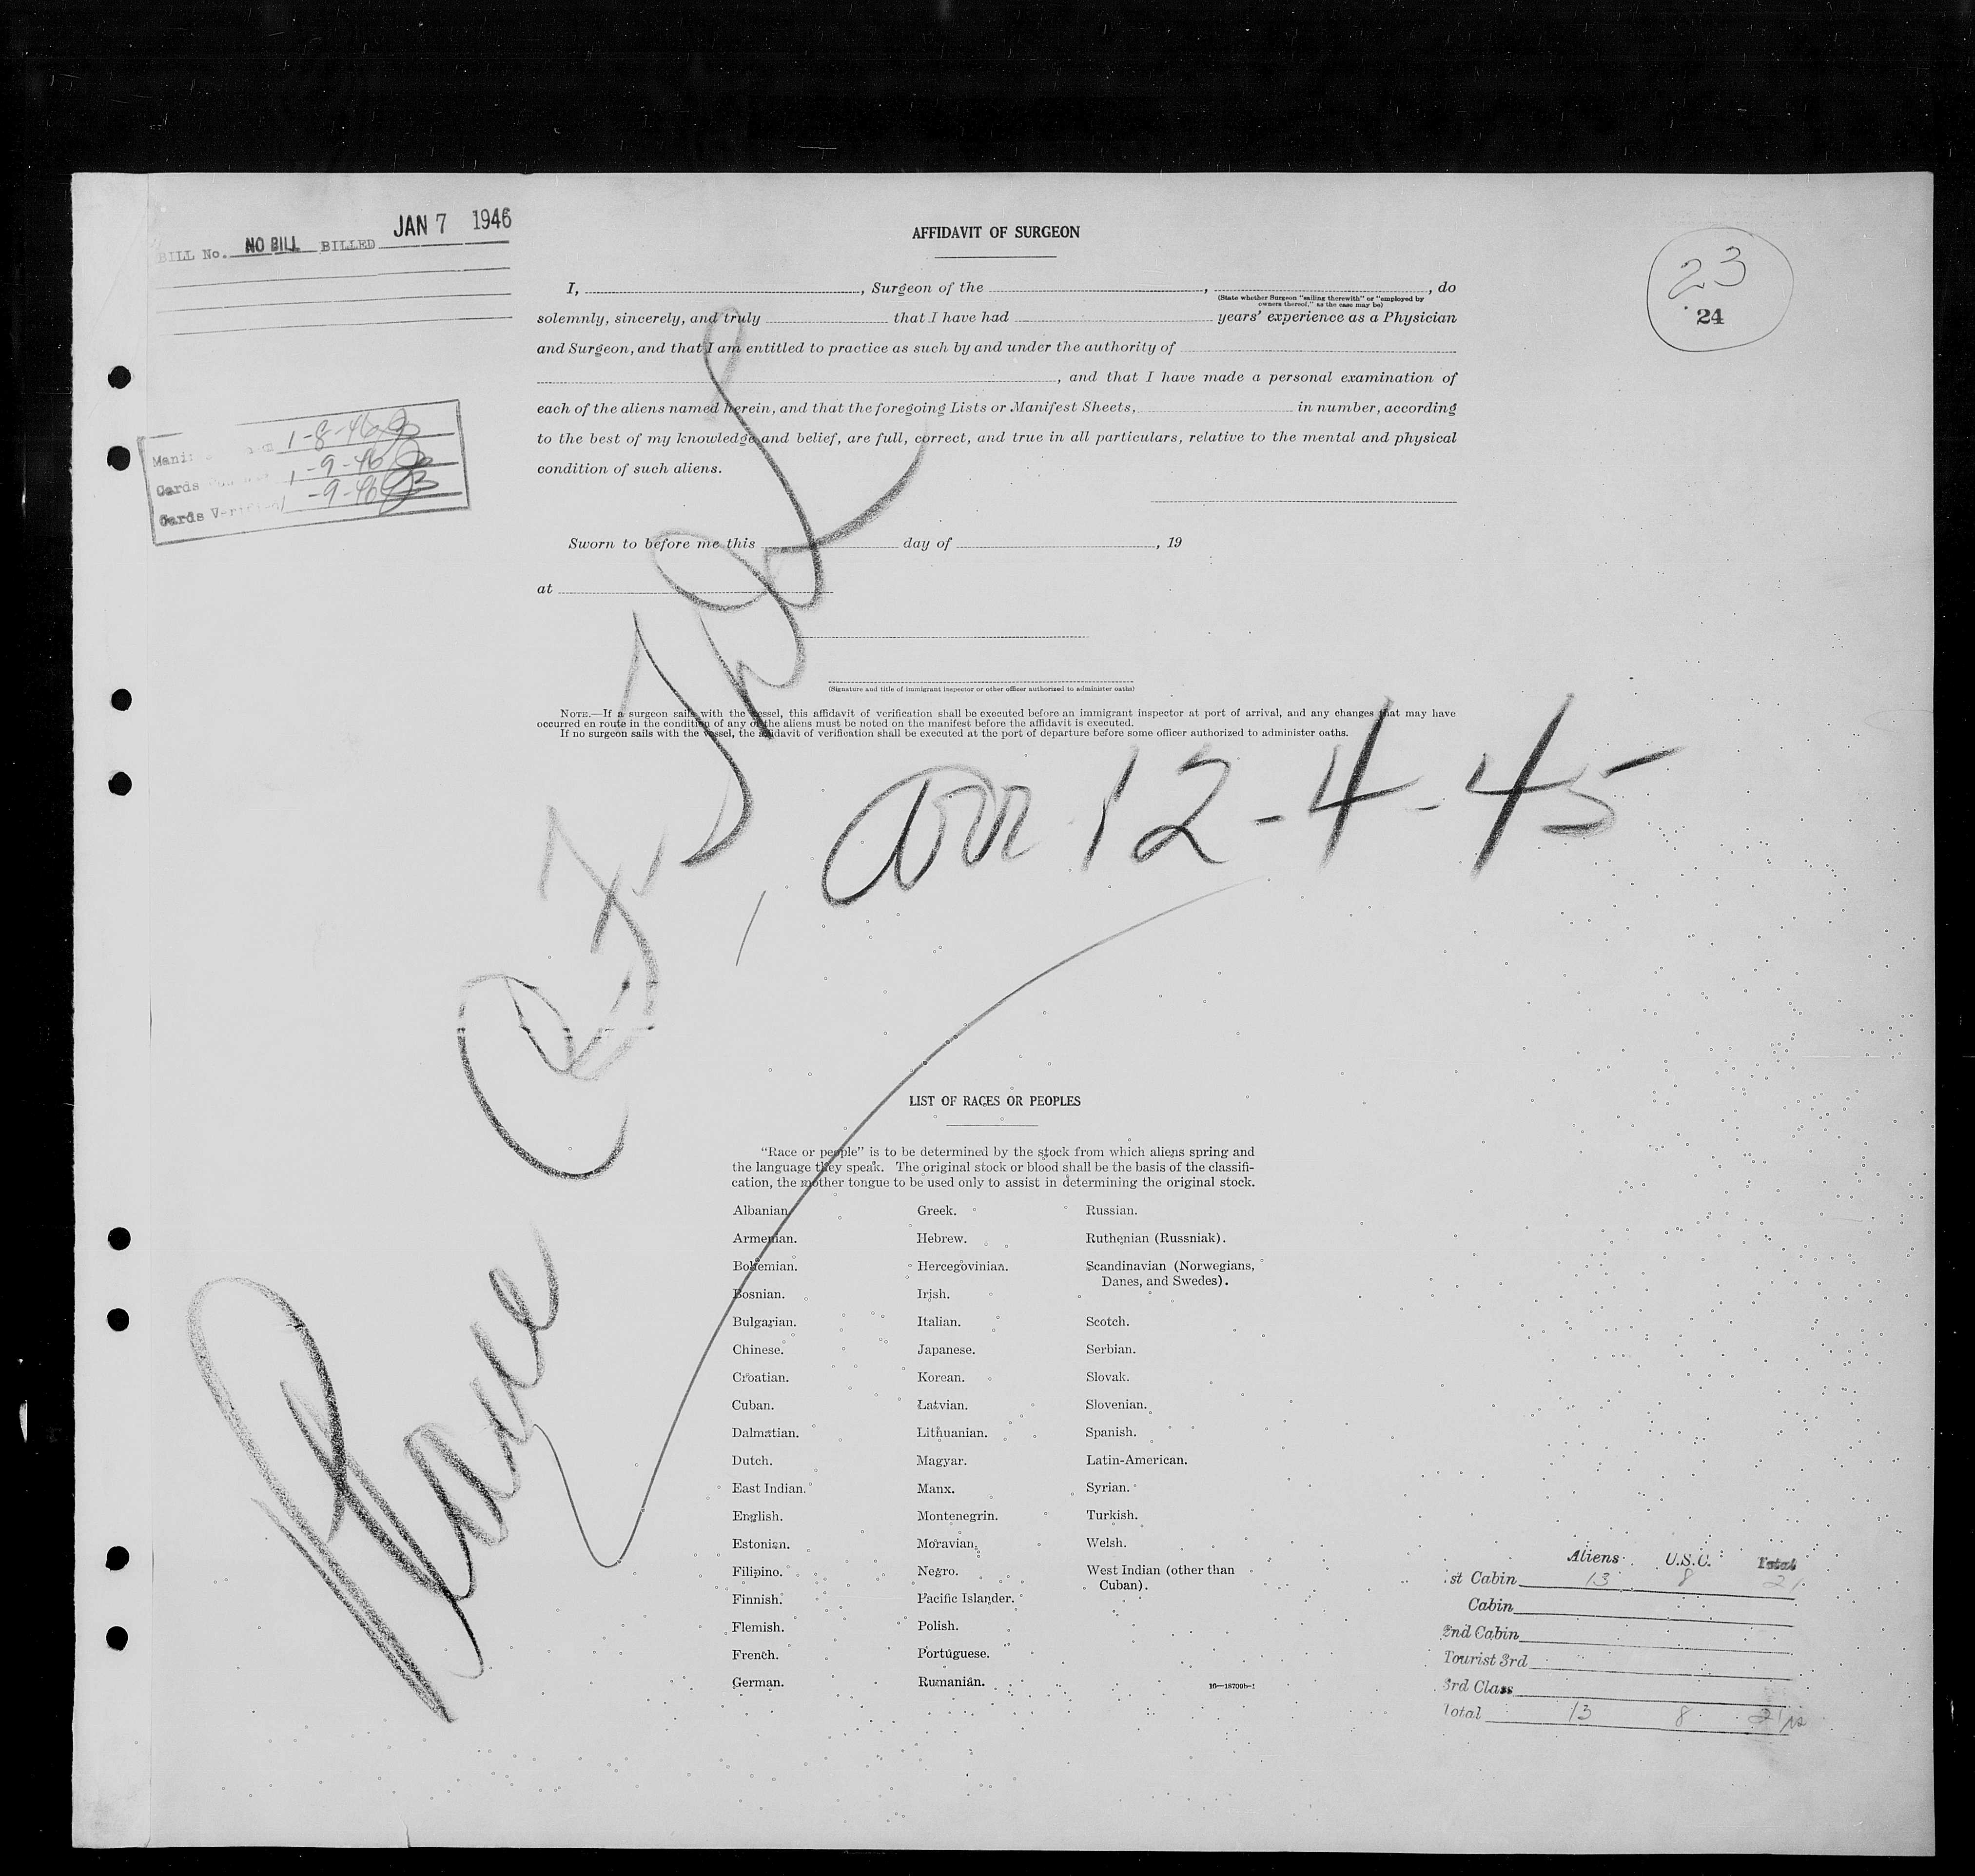 JAN 7 1946
BILL No. NO BILL BILLED
AFFIDAVIT OF SURGEON
23
24
I, , Surgeon of the , , do
(State whether Surgeon "sailing therewith" or "employed by
owners thereof," as the case may be)
solemnly, sincerely, and truly that I have had years' experience as a Physician
and Surgeon, and that I am entitled to practice as such by and under the authority of
, and that I have made a personal examination of
each of the aliens named herein, and that the foregoing Lists or Manifest Sheets, in number, according
to the best of my knowledge and belief, are full, correct, and true in all particulars, relative to the mental and physical
condition of such aliens.
1-8-46
Cards 1-9-46
Cards Verified 1-9-46
Sworn to before me this day of , 19
at
(Signature and title of immigrant inspector or other officer authorized to administer oaths)
NOTE.—If a surgeon sails with the vessel, this affidavit of verification shall be executed before an immigrant inspector at port of arrival, and any changes that may have
occurred en route in the condition of any of the aliens must be noted on the manifest before the affidavit is executed.
If no surgeon sails with the vessel, the affidavit of verification shall be executed at the port of departure before some officer authorized to administer oaths.
Plane
arr 12-4-45
LIST OF RACES OR PEOPLES
"Race or people" is to be determined by the stock from which aliens spring and
the language they speak. The original stock or blood shall be the basis of the classifi-
cation, the mother tongue to be used only to assist in determining the original stock.
Albanian.
Armenian.
Bohemian.
Bosnian.
Bulgarian.
Chinese.
Croatian.
Cuban.
Dalmatian.
Dutch.
East Indian.
English.
Estonian.
Filipino.
Finnish.
Flemish.
French.
German.
Greek.
Hebrew.
Hercegovinian.
Irish.
Italian.
Japanese.
Korean.
Latvian.
Lithuanian.
Magyar.
Manx.
Montenegrin.
Moravian.
Negro.
Pacific Islander.
Polish.
Portuguese.
Rumanian.
Russian.
Ruthenian (Russniak).
Scandinavian (Norwegians,
Danes, and Swedes).
Scotch.
Serbian.
Slovak.
Slovenian.
Spanish.
Latin-American.
Syrian.
Turkish.
Welsh.
West Indian (other than
Cuban).
16—18709b-1
Aliens U.S.C. Total
1st Cabin 13 8 21
Cabin
2nd Cabin
Tourist 3rd
3rd Class
Total 13 8 21